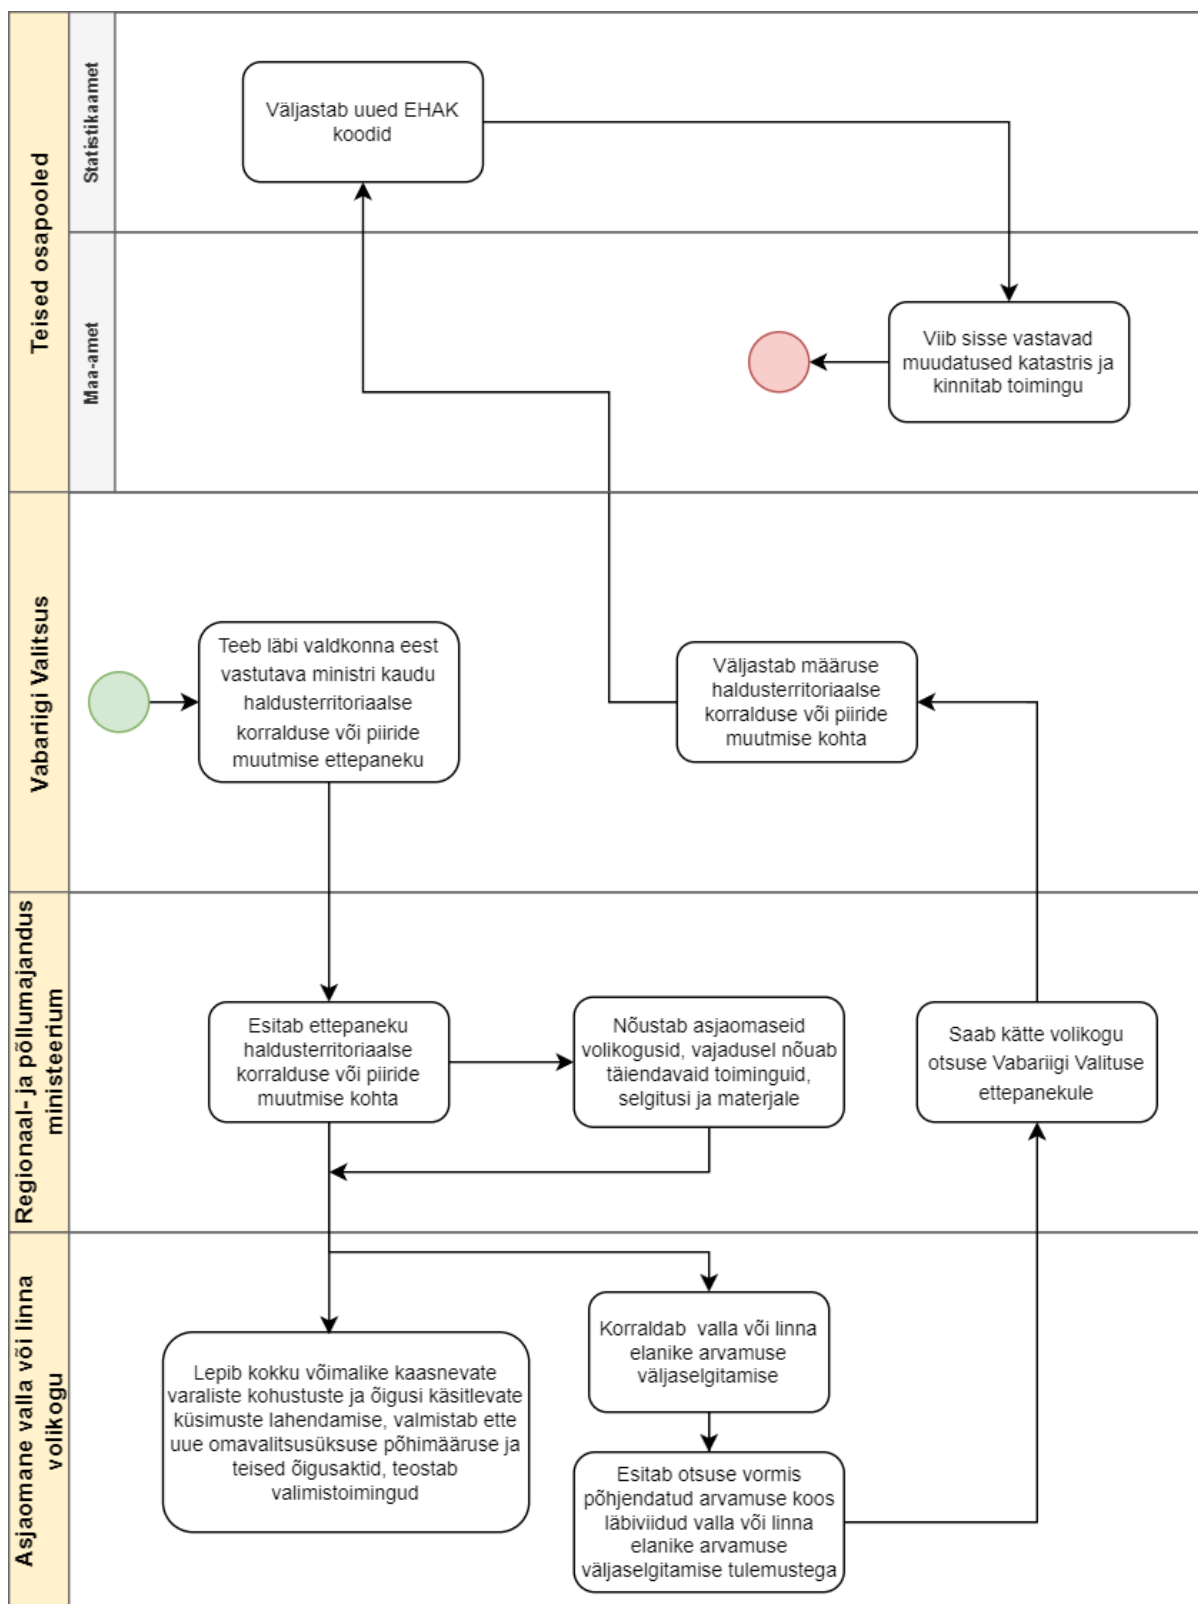 Teised osapooled
Statistikaamet
Väljastab uued EHAK
koodid
Maa-amet
Viib sisse vastavad
muudatused katastris ja
kinnitab toimingu
Vabariigi Valitsus
Teeb läbi valdkonna eest
vastutava ministri kaudu
haldusterritoriaalse
korralduse või piiride
muutmise ettepaneku
Väljastab määruse
haldusterritoriaalse
korralduse või piiride
muutmise kohta
Regionaal- ja põllumajandus
ministeerium
Esitab ettepaneku
haldusterritoriaalse
korralduse või piiride
muutmise kohta
Nõustab asjaomaseid
volikogusid, vajadusel nõuab
täiendavaid toiminguid,
selgitusi ja materjale
Saab kätte volikogu
otsuse Vabariigi Valituse
ettepanekule
Asjaomane valla või linna
volikogu
Lepib kokku võimalike kaasnevate
varaliste kohustuste ja õigusi käsitlevate
küsimuste lahendamise, valmistab ette
uue omavalitsusüksuse põhimääruse ja
teised õigusaktid, teostab
valimistoimingud
Korraldab valla või linna
elanike arvamuse
väljaselgitamise
Esitab otsuse vormis
põhjendatud arvamuse koos
läbiviidud valla või linna
elanike arvamuse
väljaselgitamise tulemustega